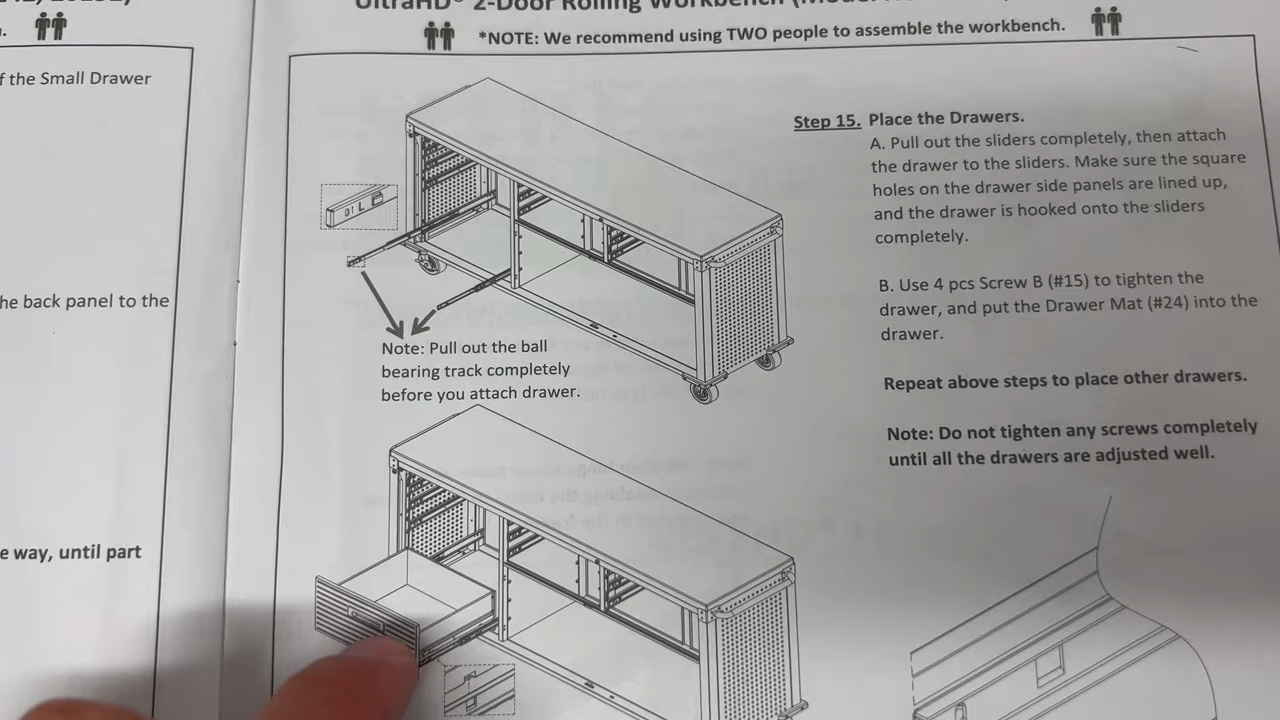 f the Small Drawer
he back panel to the
e way, until part
UltraHD® 2-Door Rolling Workbench
*NOTE: We recommend using TWO people to assemble the workbench.
Step 15. Place the Drawers.
A. Pull out the sliders completely, then attach
the drawer to the sliders. Make sure the square
holes on the drawer side panels are lined up,
and the drawer is hooked onto the sliders
completely.
B. Use 4 pcs Screw B (#15) to tighten the
drawer, and put the Drawer Mat (#24) into the
drawer.
Repeat above steps to place other drawers.
Note: Do not tighten any screws completely
until all the drawers are adjusted well.
Note: Pull out the ball
bearing track completely
before you attach drawer.